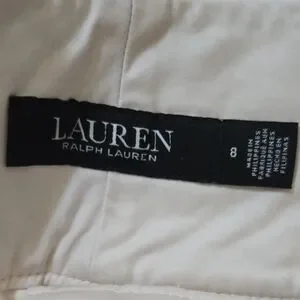 LAUREN
RALPH LAUREN
8
MADE IN
PHILIPPINES
FABRIQUÉ AUX
PHILIPPINES
HECHO EN
FILIPINAS